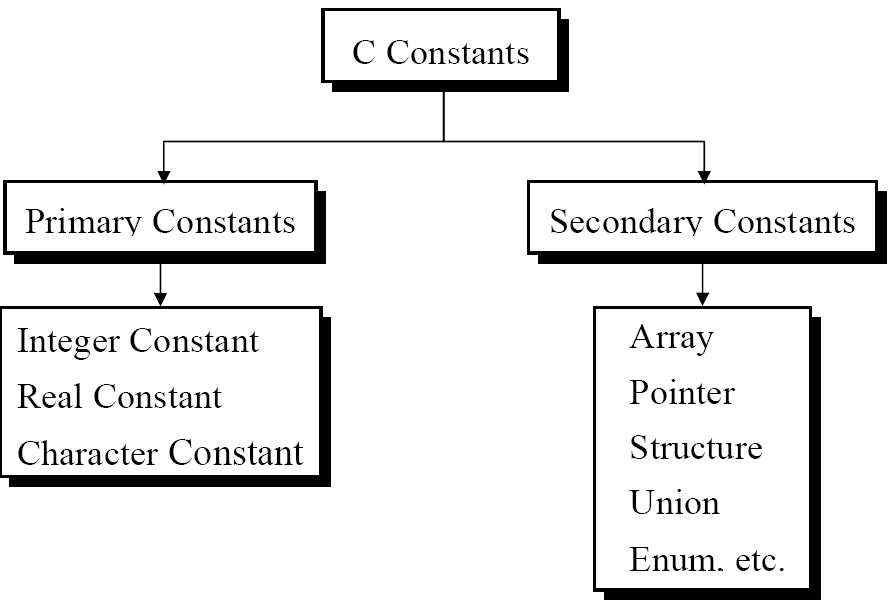 C Constants
Primary Constants
Secondary Constants
Integer Constant
Real Constant
Character Constant
Array
Pointer
Structure
Union
Enum, etc.